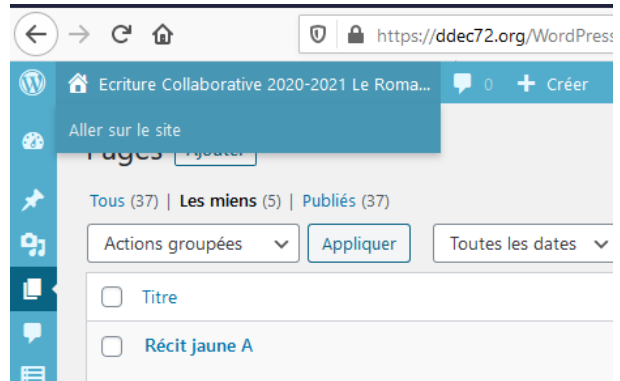 https://ddec72.org/WordPress
Ecriture Collaborative 2020-2021 Le Roma... 0 + Créer
Aller sur le site
Pages Ajouter
Tous (37) | Les miens (5) | Publiés (37)
Actions groupées Appliquer Toutes les dates
Titre
Récit jaune A